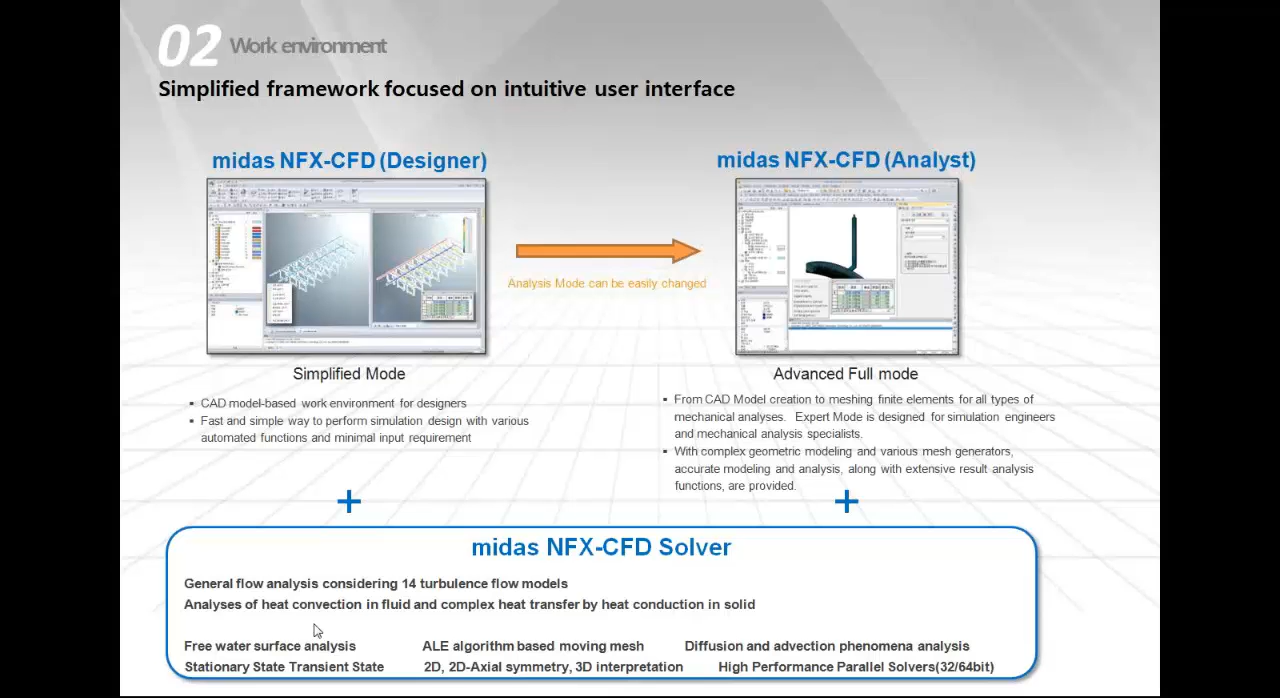 02 Work environment
Simplified framework focused on intuitive user interface
midas NFX-CFD (Designer)
midas NFX-CFD (Analyst)
Analysis Mode can be easily changed
Simplified Mode
▪ CAD model-based work environment for designers
▪ Fast and simple way to perform simulation design with various
automated functions and minimal input requirement
Advanced Full mode
▪ From CAD Model creation to meshing finite elements for all types of
mechanical analyses. Expert Mode is designed for simulation engineers
and mechanical analysis specialists.
▪ With complex geometric modeling and various mesh generators,
accurate modeling and analysis, along with extensive result analysis
functions, are provided.
+
+
midas NFX-CFD Solver
General flow analysis considering 14 turbulence flow models
Analyses of heat convection in fluid and complex heat transfer by heat conduction in solid
Free water surface analysis ALE algorithm based moving mesh Diffusion and advection phenomena analysis
Stationary State Transient State 2D, 2D-Axial symmetry, 3D interpretation High Performance Parallel Solvers(32/64bit)